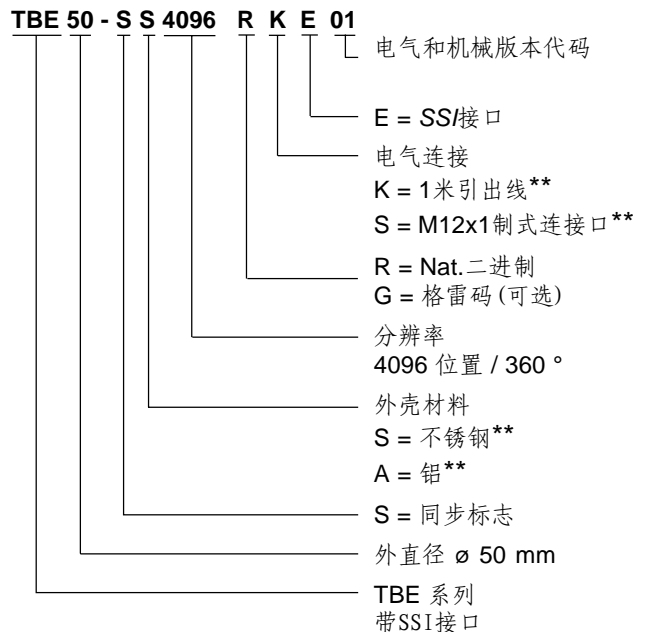 TBE 50 - S S 4096 R K E 01
电气和机械版本代码
E = SSI接口
电气连接
K = 1米引出线**
S = M12x1制式连接口**
R = Nat.二进制
G = 格雷码(可选)
分辨率
4096 位置 / 360 °
外壳材料
S = 不锈钢**
A = 铝**
S = 同步标志
外直径 ø 50 mm
TBE 系列
带SSI接口